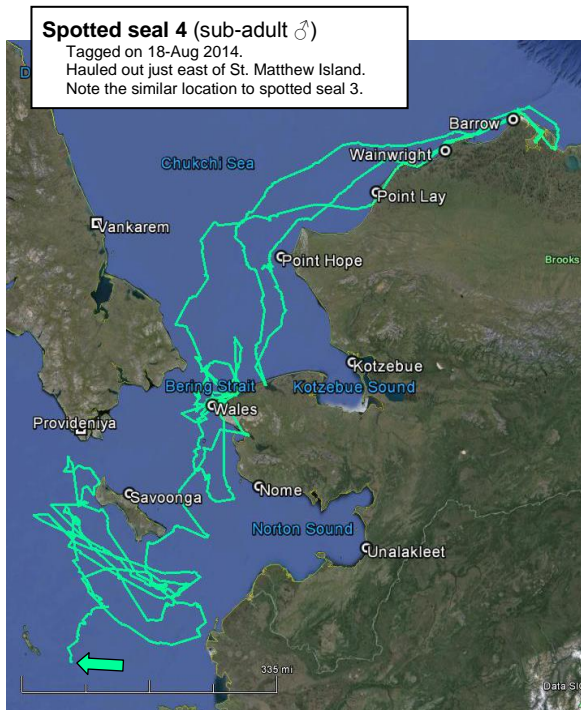 Spotted seal 4 (sub-adult ♂)
Tagged on 18-Aug 2014.
Hauled out just east of St. Matthew Island.
Note the similar location to spotted seal 3.
D
Barrow
Wainwright
Chukchi Sea
Point Lay
Vankarem
Point Hope
Brooks
Kotzebue
Bering Strait
Kotzebue Sound
Wales
Provideniya
Savoonga
Nome
Norton Sound
Unalakleet
335 mi
Data SI